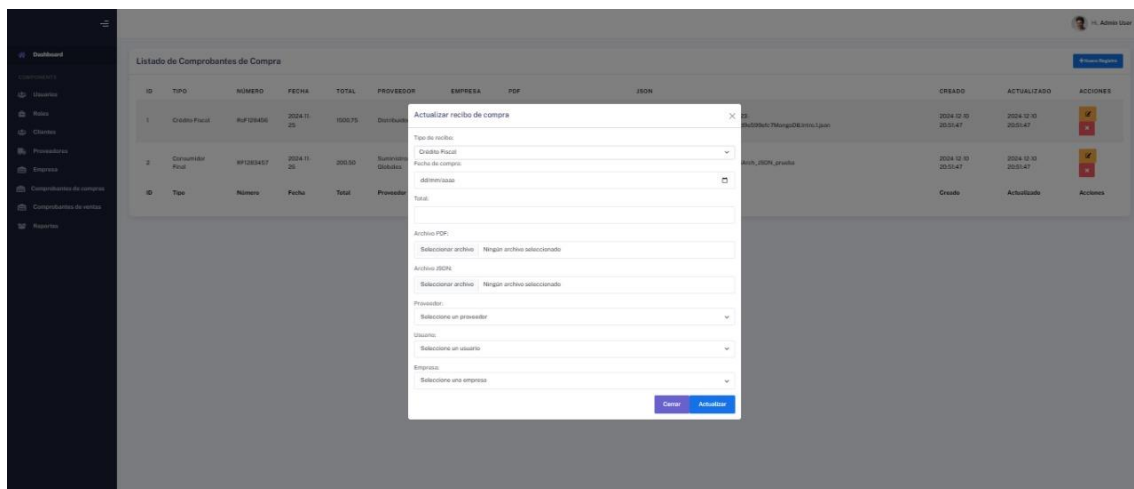 Hi, Admin User
Dashboard
Listado de Comprobantes de Compra
Nuevo Registro
COMPONENTS
Usuarios
Roles
Clientes
Proveedores
Empresa
Comprobantes de compras
Comprobantes de ventas
Reportes
ID TIPO NÚMERO FECHA TOTAL PROVEEDOR EMPRESA PDF JSON CREADO ACTUALIZADO ACCIONES
1 Crédito Fiscal 2024-11-25 1500.75 2024-12-10 20:51:47 2024-12-10 20:51:47
2 Consumidor Final 2024-11-25 200.50 Globales 2024-12-10 20:51:47 2024-12-10 20:51:47
ID Tipo Número Fecha Total Proveedor Creado Actualizado Acciones
Actualizar recibo de compra
Tipo de recibo:
Crédito Fiscal
Fecha de compra:
dd/mm/aaaa
Total:
Archivo PDF:
Seleccionar archivo Ningún archivo seleccionado
Archivo JSON:
Seleccionar archivo Ningún archivo seleccionado
Proveedor:
Seleccione un proveedor
Usuario:
Seleccione un usuario
Empresa:
Seleccione una empresa
Cerrar Actualizar